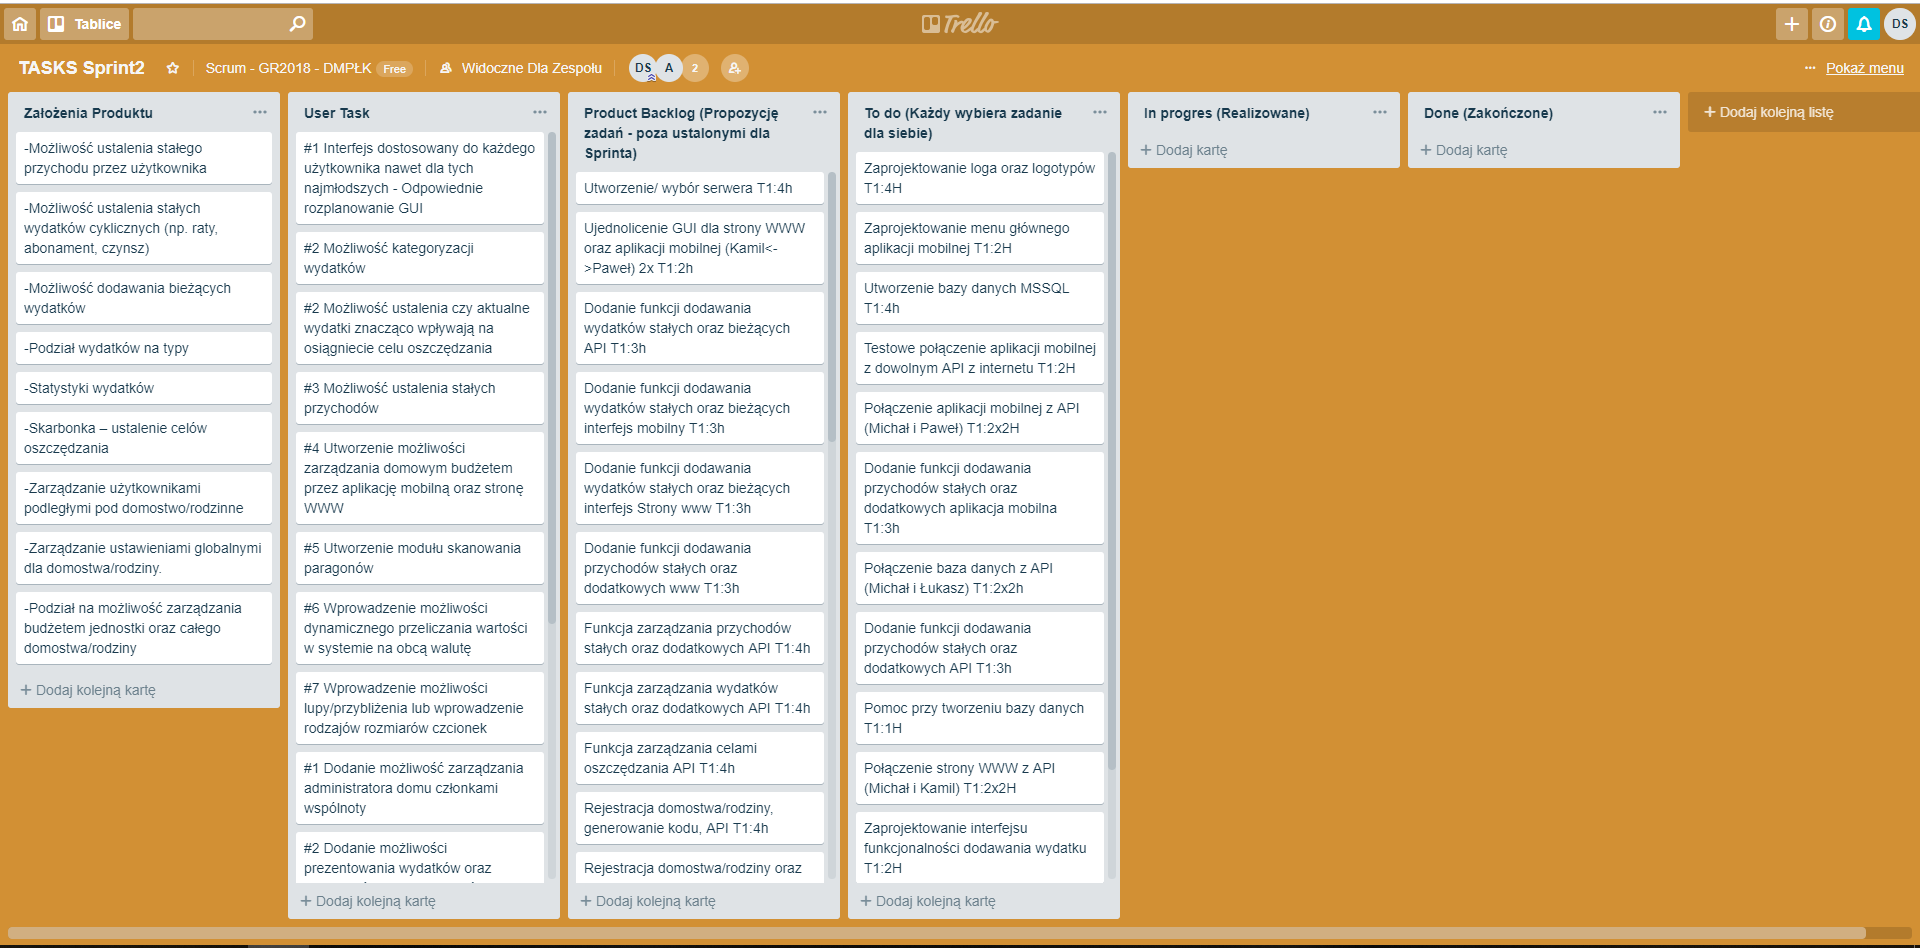 Tablice
Trello
DS
TASKS Sprint2
Scrum - GR2018 - DMPŁK Free
Widoczne Dla Zespołu
DS A 2
Pokaż menu
Założenia Produktu
-Możliwość ustalenia stałego
przychodu przez użytkownika
-Możliwość ustalenia stałych
wydatków cyklicznych (np. raty,
abonament, czynsz)
-Możliwość dodawania bieżących
wydatków
-Podział wydatków na typy
-Statystyki wydatków
-Skarbonka – ustalenie celów
oszczędzania
-Zarządzanie użytkownikami
podległymi pod domostwo/rodzinne
-Zarządzanie ustawieniami globalnymi
dla domostwa/rodziny.
-Podział na możliwość zarządzania
budżetem jednostki oraz całego
domostwa/rodziny
+ Dodaj kolejną kartę
User Task
#1 Interfejs dostosowany do każdego
użytkownika nawet dla tych
najmłodszych - Odpowiednie
rozplanowanie GUI
#2 Możliwość kategoryzacji
wydatków
#2 Możliwość ustalenia czy aktualne
wydatki znacząco wpływają na
osiągniecie celu oszczędzania
#3 Możliwość ustalenia stałych
przychodów
#4 Utworzenie możliwości
zarządzania domowym budżetem
przez aplikację mobilną oraz stronę
WWW
#5 Utworzenie modułu skanowania
paragonów
#6 Wprowadzenie możliwości
dynamicznego przeliczania wartości
w systemie na obcą walutę
#7 Wprowadzenie możliwości
lupy/przybliżenia lub wprowadzenie
rodzajów rozmiarów czcionek
#1 Dodanie możliwość zarządzania
administratora domu członkami
wspólnoty
#2 Dodanie możliwości
prezentowania wydatków oraz
+ Dodaj kolejną kartę
Product Backlog (Propozycję
zadań - poza ustalonymi dla
Sprinta)
Utworzenie/ wybór serwera T1:4h
Ujednolicenie GUI dla strony WWW
oraz aplikacji mobilnej (Kamil<-
>Paweł) 2x T1:2h
Dodanie funkcji dodawania
wydatków stałych oraz bieżących
API T1:3h
Dodanie funkcji dodawania
wydatków stałych oraz bieżących
interfejs mobilny T1:3h
Dodanie funkcji dodawania
wydatków stałych oraz bieżących
interfejs Strony www T1:3h
Dodanie funkcji dodawania
przychodów stałych oraz
dodatkowych www T1:3h
Funkcja zarządzania przychodów
stałych oraz dodatkowych API T1:4h
Funkcja zarządzania wydatków
stałych oraz dodatkowych API T1:4h
Funkcja zarządzania celami
oszczędzania API T1:4h
Rejestracja domostwa/rodziny,
generowanie kodu, API T1:4h
Rejestracja domostwa/rodziny oraz
+ Dodaj kolejną kartę
To do (Każdy wybiera zadanie
dla siebie)
Zaprojektowanie loga oraz logotypów
T1:4H
Zaprojektowanie menu głównego
aplikacji mobilnej T1:2H
Utworzenie bazy danych MSSQL
T1:4h
Testowe połączenie aplikacji mobilnej
z dowolnym API z internetu T1:2H
Połączenie aplikacji mobilnej z API
(Michał i Paweł) T1:2x2H
Dodanie funkcji dodawania
przychodów stałych oraz
dodatkowych aplikacja mobilna
T1:3h
Połączenie baza danych z API
(Michał i Łukasz) T1:2x2h
Dodanie funkcji dodawania
przychodów stałych oraz
dodatkowych API T1:3h
Pomoc przy tworzeniu bazy danych
T1:1H
Połączenie strony WWW z API
(Michał i Kamil) T1:2x2H
Zaprojektowanie interfejsu
funkcjonalności dodawania wydatku
T1:2H
+ Dodaj kolejną kartę
In progres (Realizowane)
+ Dodaj kartę
Done (Zakończone)
+ Dodaj kartę
+ Dodaj kolejną listę